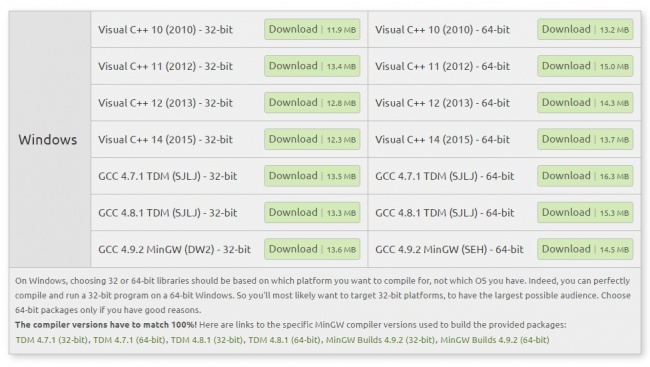 Visual C++ 10 (2010) - 32-bit Download | 11.9 MB Visual C++ 10 (2010) - 64-bit Download | 13.2 MB
Visual C++ 11 (2012) - 32-bit Download | 13.4 MB Visual C++ 11 (2012) - 64-bit Download | 15.0 MB
Visual C++ 12 (2013) - 32-bit Download | 12.8 MB Visual C++ 12 (2013) - 64-bit Download | 14.3 MB
Windows
Visual C++ 14 (2015) - 32-bit Download | 12.3 MB Visual C++ 14 (2015) - 64-bit Download | 13.7 MB
GCC 4.7.1 TDM (SJLJ) - 32-bit Download | 13.5 MB GCC 4.7.1 TDM (SJLJ) - 64-bit Download | 16.3 MB
GCC 4.8.1 TDM (SJLJ) - 32-bit Download | 13.3 MB GCC 4.8.1 TDM (SJLJ) - 64-bit Download | 15.3 MB
GCC 4.9.2 MinGW (DW2) - 32-bit Download | 13.6 MB GCC 4.9.2 MinGW (SEH) - 64-bit Download | 14.5 MB
On Windows, choosing 32 or 64-bit libraries should be based on which platform you want to compile for, not which OS you have. Indeed, you can perfectly
compile and run a 32-bit program on a 64-bit Windows. So you'll most likely want to target 32-bit platforms, to have the largest possible audience. Choose
64-bit packages only if you have good reasons.
The compiler versions have to match 100%! Here are links to the specific MinGW compiler versions used to build the provided packages:
TDM 4.7.1 (32-bit), TDM 4.7.1 (64-bit), TDM 4.8.1 (32-bit), TDM 4.8.1 (64-bit), MinGW Builds 4.9.2 (32-bit), MinGW Builds 4.9.2 (64-bit)